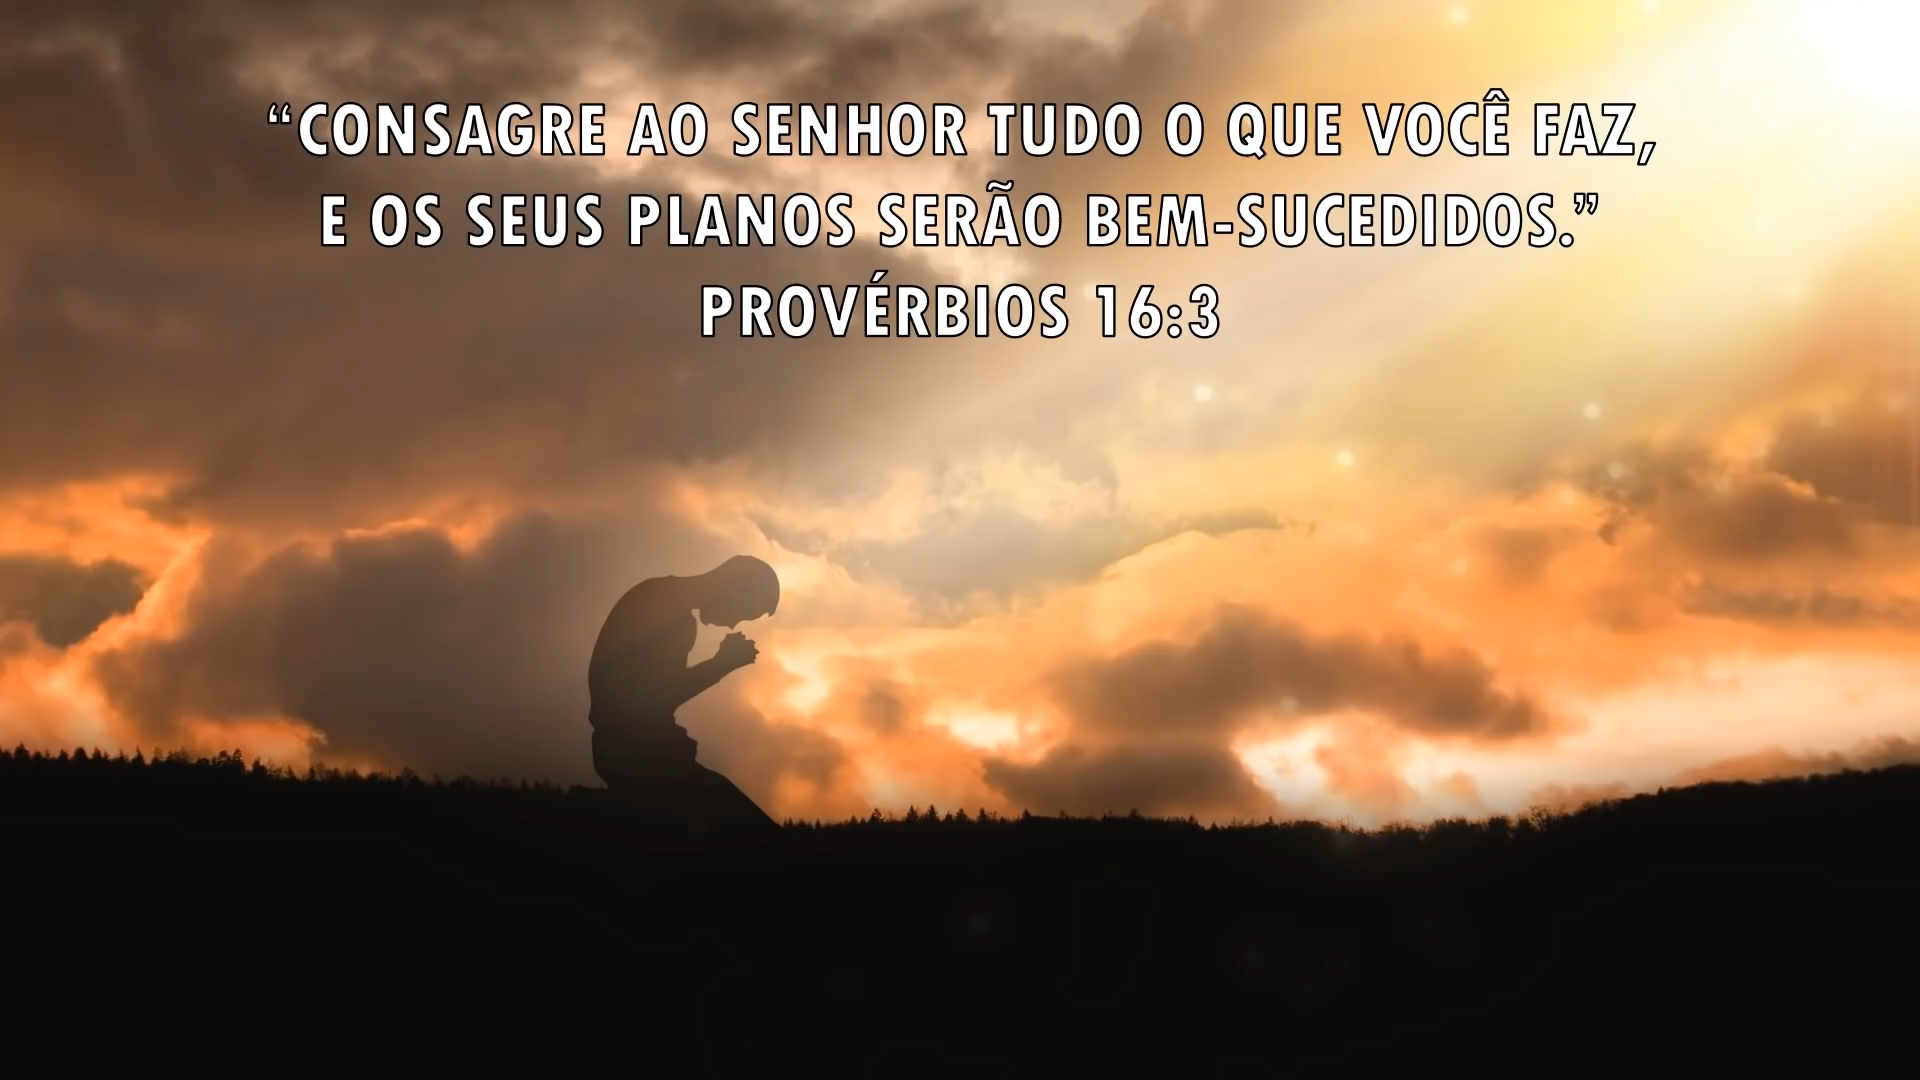 “CONSAGRE AO SENHOR TUDO O QUE VOCÊ FAZ,
E OS SEUS PLANOS SERÃO BEM-SUCEDIDOS.”
PROVÉRBIOS 16:3